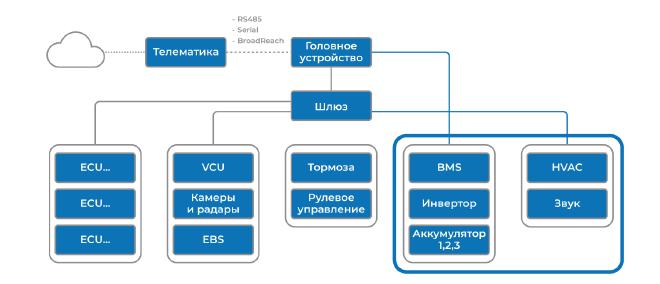 - RS485
- Serial
- BroadReach
Телематика
Головное
устройство
Шлюз
ECU...
ECU...
ECU...
VCU
Камеры
и радары
EBS
Тормоза
Рулевое
управление
BMS
Инвертор
Аккумулятор
1,2,3
HVAC
Звук